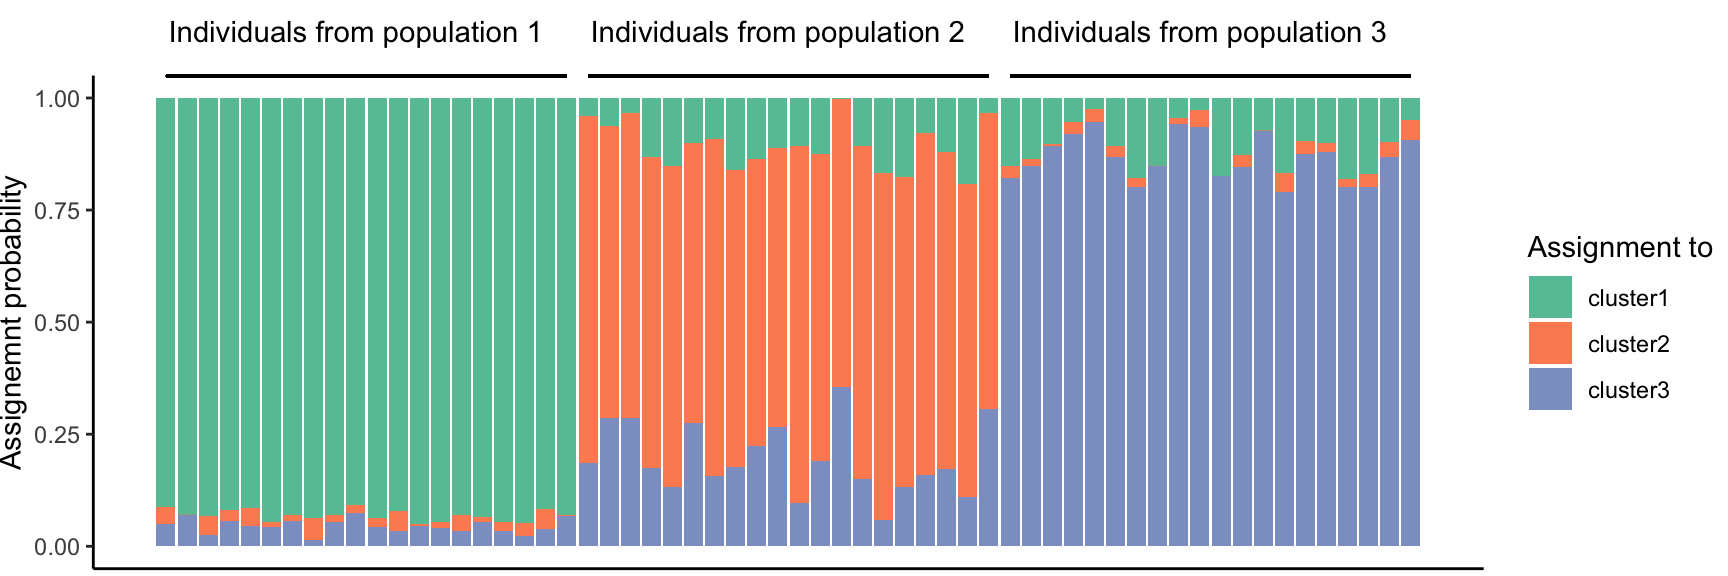 Individuals from population 1
Individuals from population 2
Individuals from population 3
1.00
0.75
0.50
0.25
0.00
Assignemnt probability
Assignment to
cluster1
cluster2
cluster3